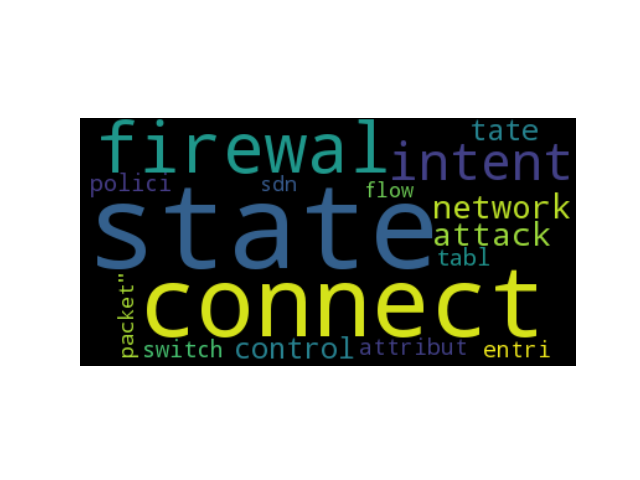 firewal
tate
intent
polici
sdn
flow
state
network
attack
tabl
connect
packet"
switch
control
attribut
entri